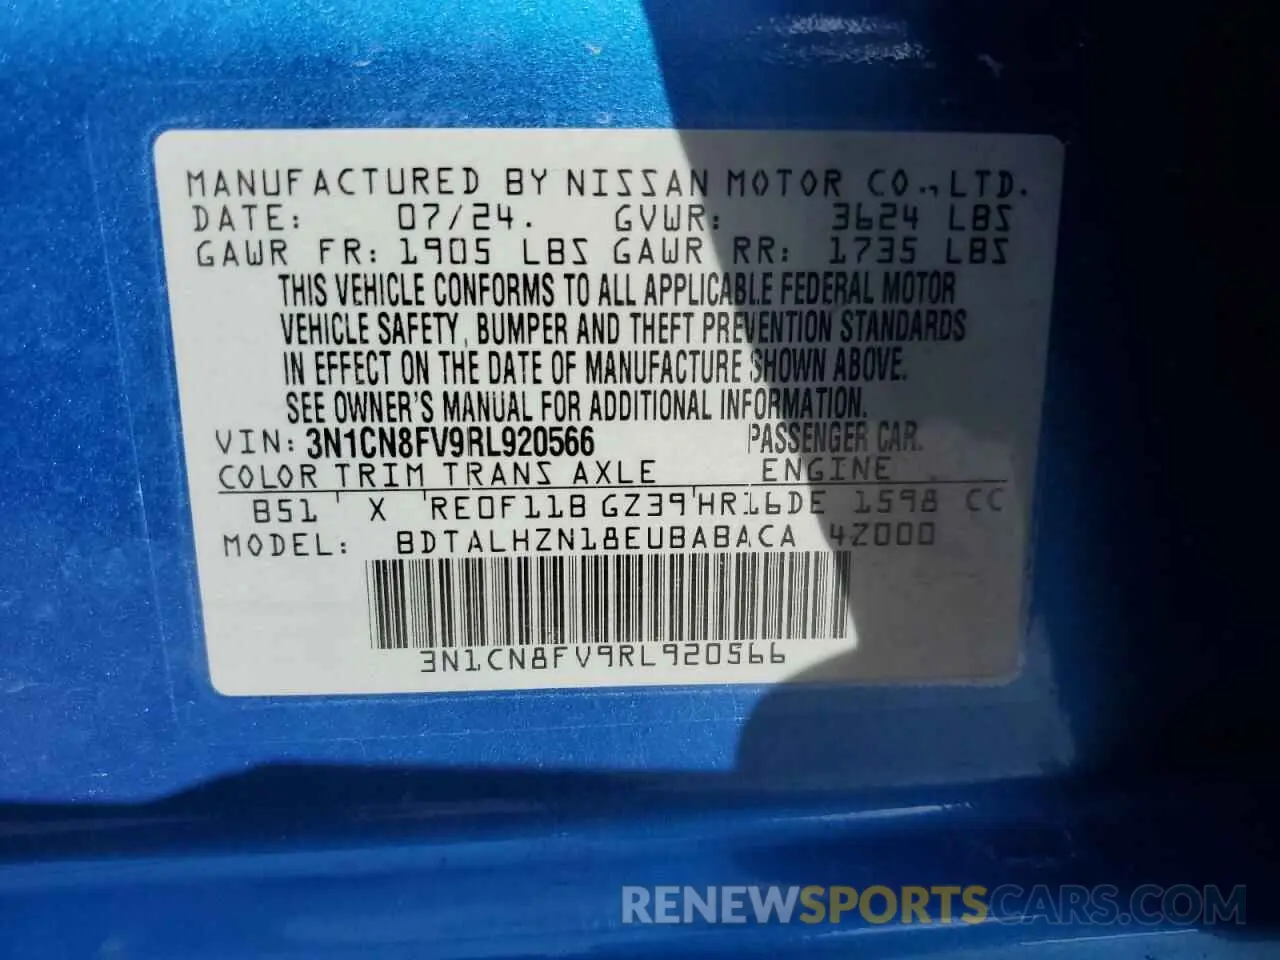 MANUFACTURED BY NISSAN MOTOR CO., LTD.
DATE: 07/24. GVWR: 3624 LBS
GAWR FR: 1905 LBS GAWR RR: 1735 LBS
THIS VEHICLE CONFORMS TO ALL APPLICABLE FEDERAL MOTOR
VEHICLE SAFETY, BUMPER AND THEFT PREVENTION STANDARDS
IN EFFECT ON THE DATE OF MANUFACTURE SHOWN ABOVE.
SEE OWNER'S MANUAL FOR ADDITIONAL INFORMATION.
VIN: 3N1CN8FV9RL920566 PASSENGER CAR.
COLOR TRIM TRANS AXLE ENGINE
B51 X RE0F11B GZ39 HR16DE 1598 CC
MODEL: BDTALHZN18EUBABACA 4Z000
3N1CN8FV9RL920566
RENEWSPORTSCARS.COM